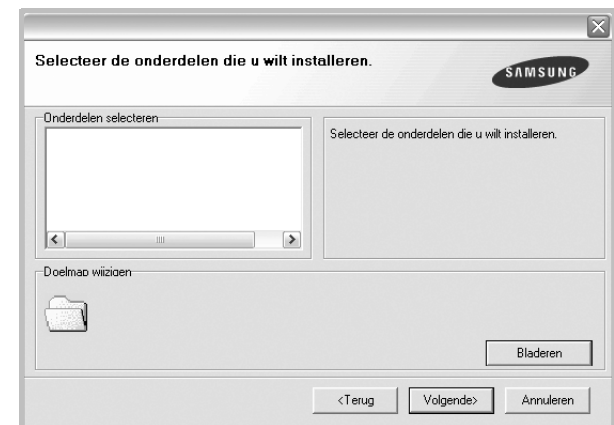 Selecteer de onderdelen die u wilt installeren.
SAMSUNG
Onderdelen selecteren
Selecteer de onderdelen die u wilt installeren.
Doelmap wijzigen
Bladeren
<Terug
Volgende>
Annuleren